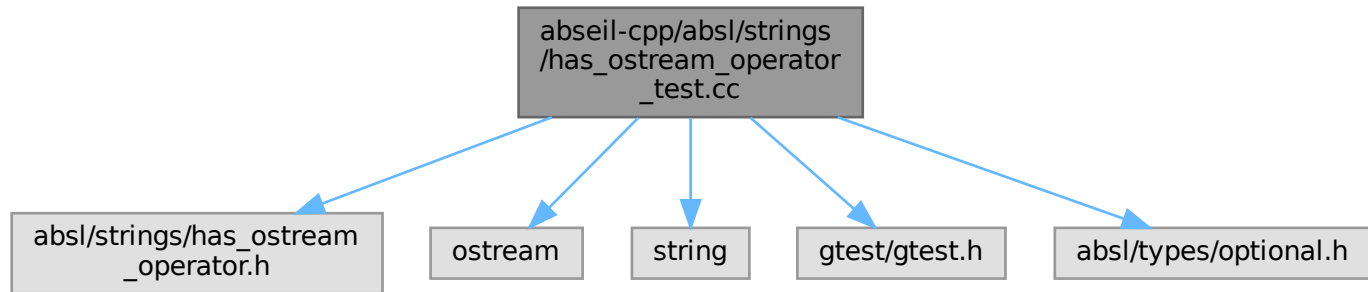 abseil-cpp/absl/strings
/has_ostream_operator
_test.cc
absl/strings/has_ostream
_operator.h
ostream
string
gtest/gtest.h
absl/types/optional.h